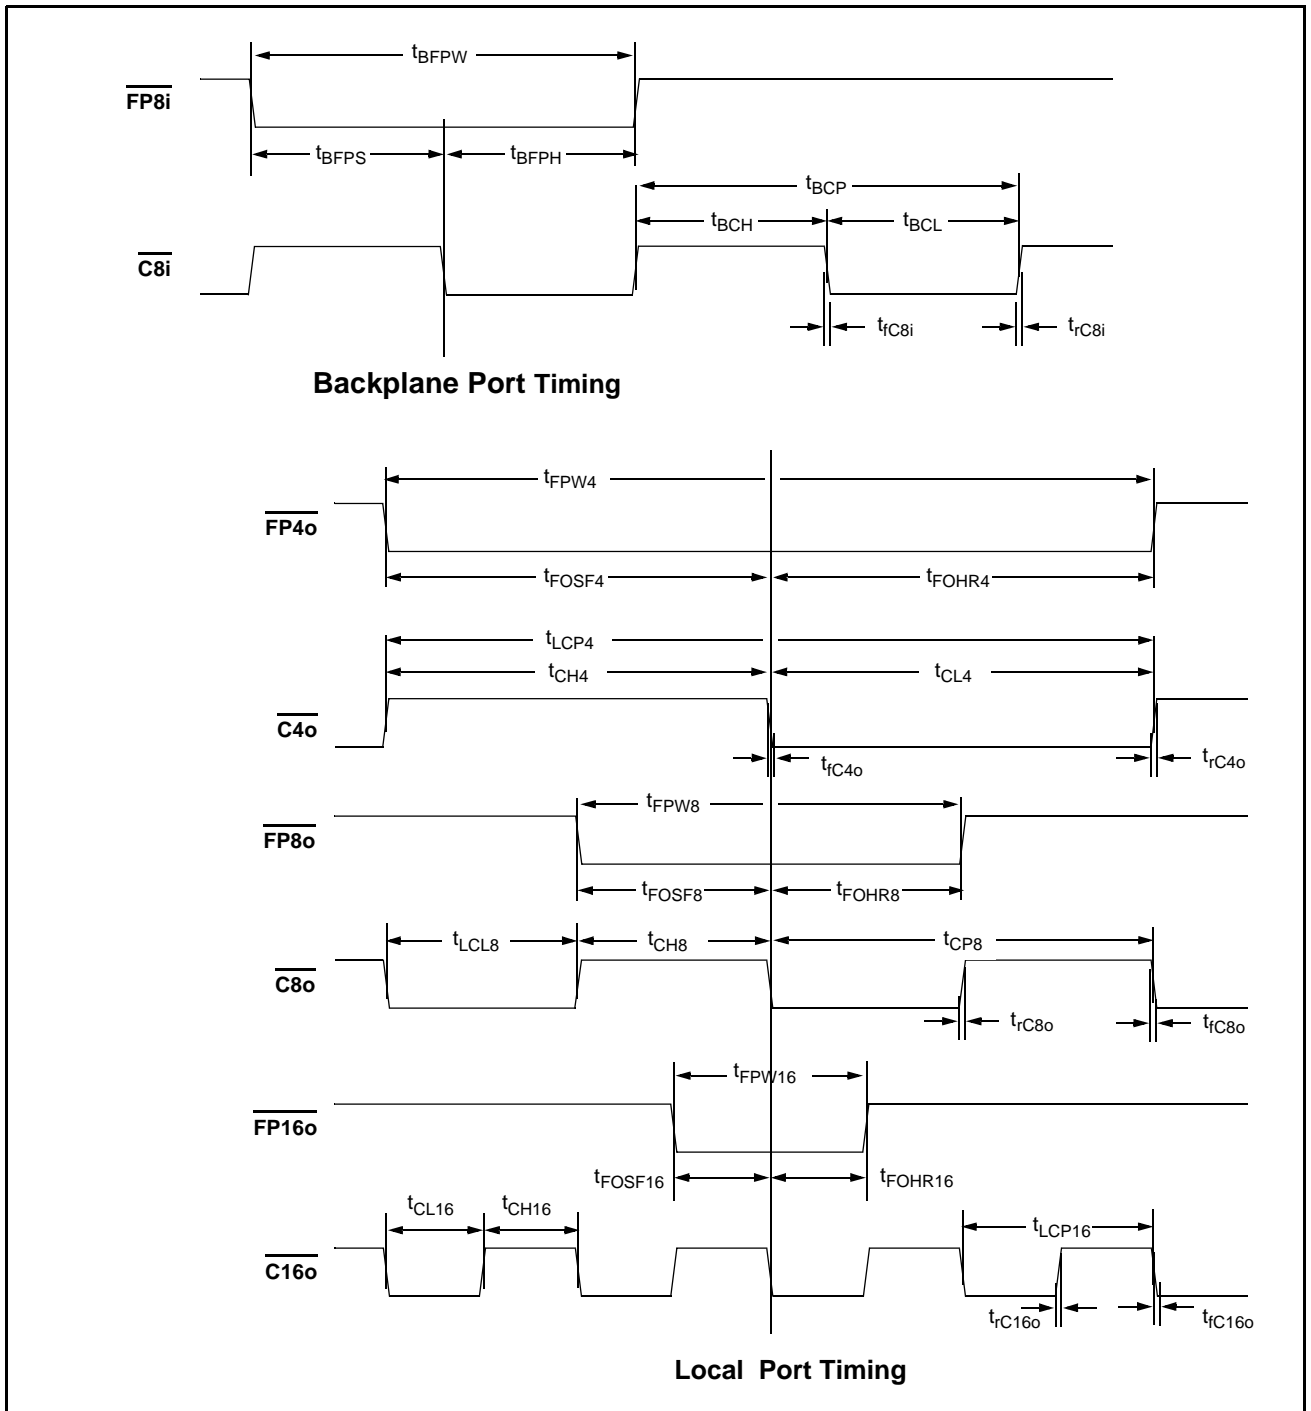 tBFPW
FP8i
tBFPS tBFPH
tBCP
tBCH tBCL
C8i
tfC8i trC8i
Backplane Port Timing
tFPW4
FP4o
tFOSF4 tFOHR4
tLCP4
tCH4 tCL4
C4o
tfC4o trC4o
tFPW8
FP8o
tFOSF8 tFOHR8
tLCL8 tCH8 tCP8
C8o
trC8o tfC8o
tFPW16
FP16o
tFOSF16 tFOHR16
tCL16 tCH16 tLCP16
C16o
trC16o tfC16o
Local Port Timing